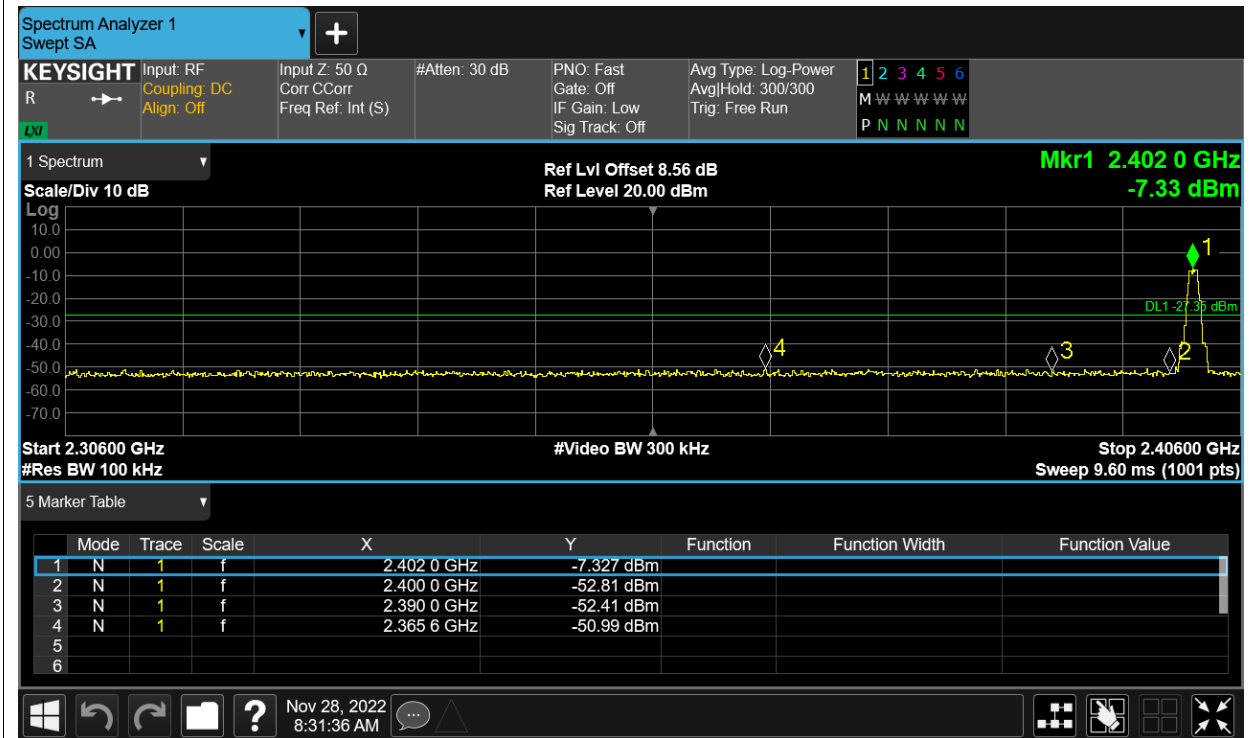 Spectrum Analyzer 1
Swept SA
KEYSIGHT
R
LXI
Input: RF
Coupling: DC
Align: Off
Input Z: 50 Ω
Corr CCorr
Freq Ref: Int (S)
#Atten: 30 dB
PNO: Fast
Gate: Off
IF Gain: Low
Sig Track: Off
Avg Type: Log-Power
Avg|Hold: 300/300
Trig: Free Run
1 2 3 4 5 6
M W W W W W
P N N N N N
1 Spectrum
Scale/Div 10 dB
Ref Lvl Offset 8.56 dB
Ref Level 20.00 dBm
Mkr1 2.402 0 GHz
-7.33 dBm
Log
10.0
0.00
-10.0
-20.0
-30.0
-40.0
-50.0
-60.0
-70.0
1
DL1 -27.35 dBm
4
3
2
Start 2.30600 GHz
#Res BW 100 kHz
#Video BW 300 kHz
Stop 2.40600 GHz
Sweep 9.60 ms (1001 pts)
5 Marker Table
Mode Trace Scale X Y Function Function Width Function Value
1 N 1 f 2.402 0 GHz -7.327 dBm
2 N 1 f 2.400 0 GHz -52.81 dBm
3 N 1 f 2.390 0 GHz -52.41 dBm
4 N 1 f 2.365 6 GHz -50.99 dBm
5
6
?
Nov 28, 2022
8:31:36 AM